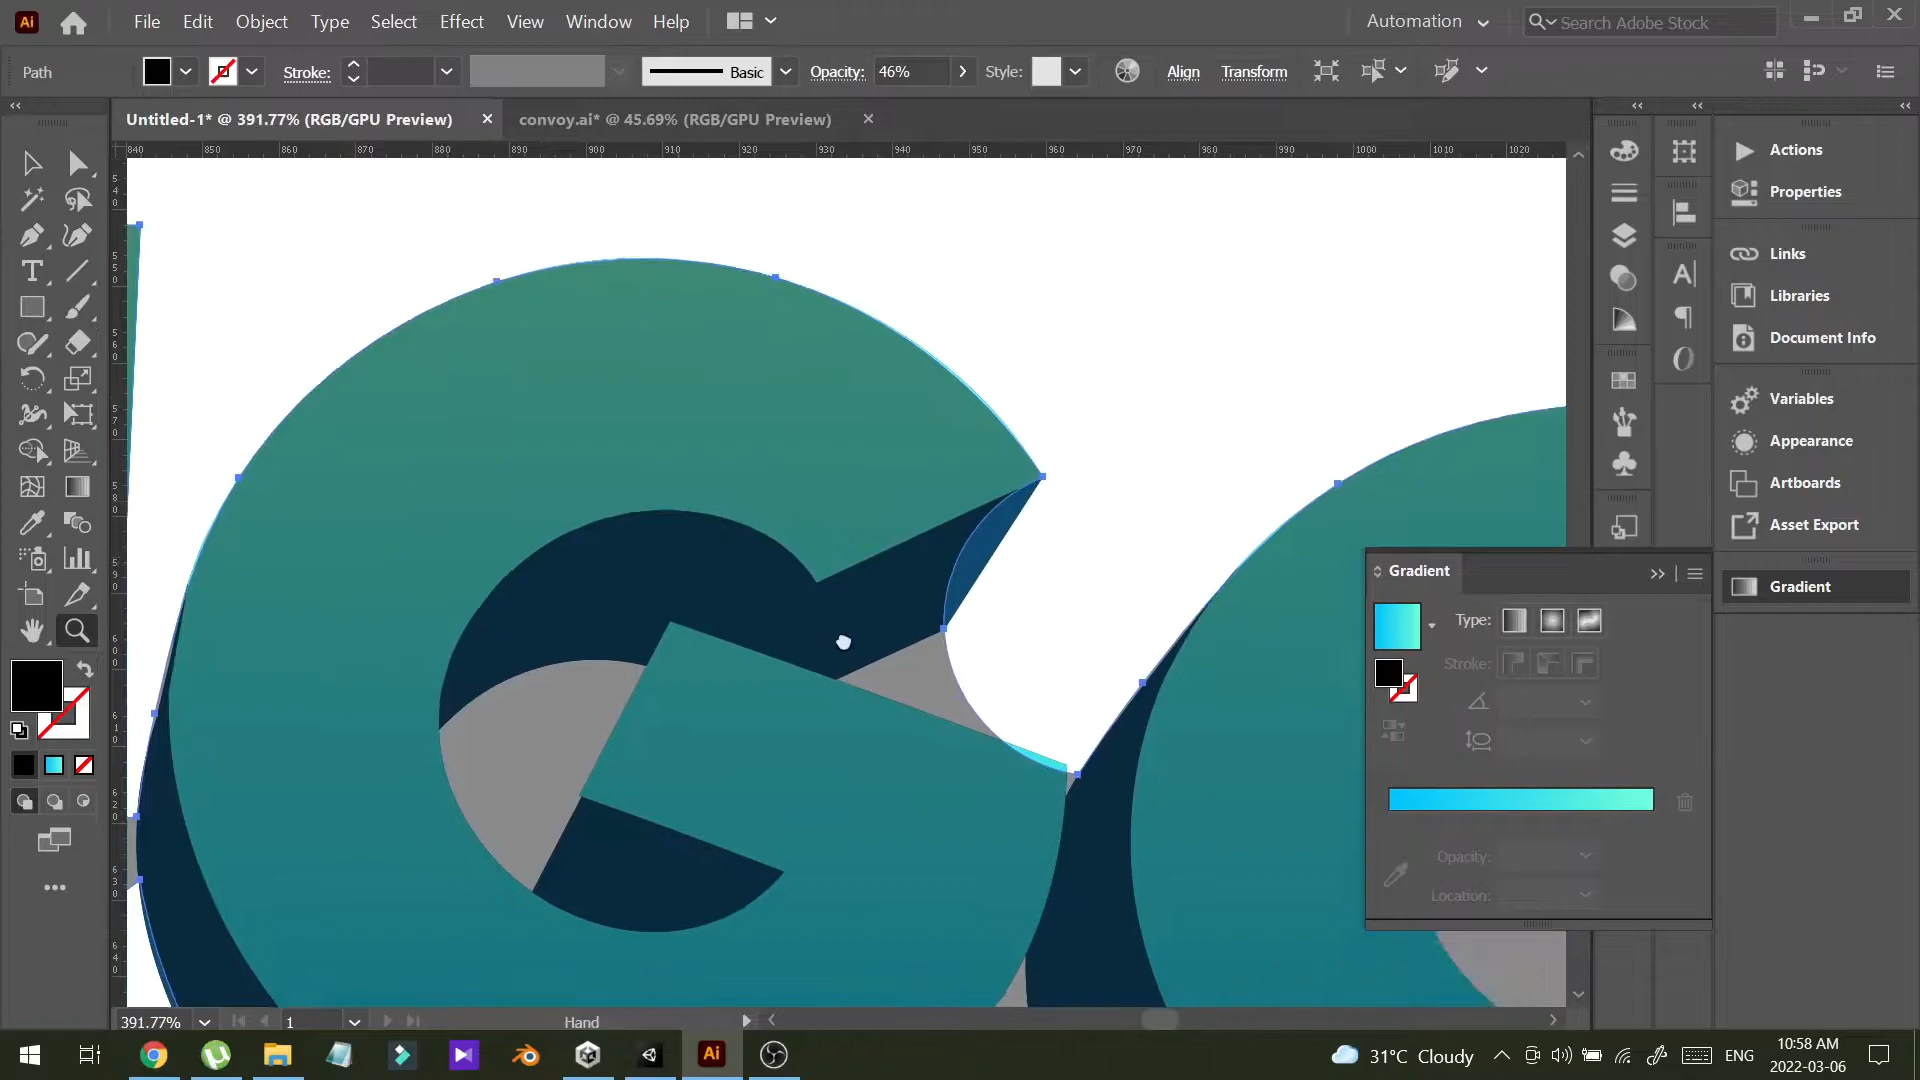 Ai File Edit Object Type Select Effect View Window Help Automation Search Adobe Stock
Path Stroke: Basic Opacity: 46% Style: Align Transform
Untitled-1* @ 391.77% (RGB/GPU Preview) convoy.ai* @ 45.69% (RGB/GPU Preview)
840 850 860 870 880 890 900 910 920 930 940 950 960 970 980 990 1000 1010 1020
Actions
Properties
Links
Libraries
Document Info
Variables
Appearance
Artboards
Asset Export
Gradient
Gradient
Type:
Stroke:
Opacity:
Location:
391.77% 1 Hand
31°C Cloudy ENG 10:58 AM
2022-03-06